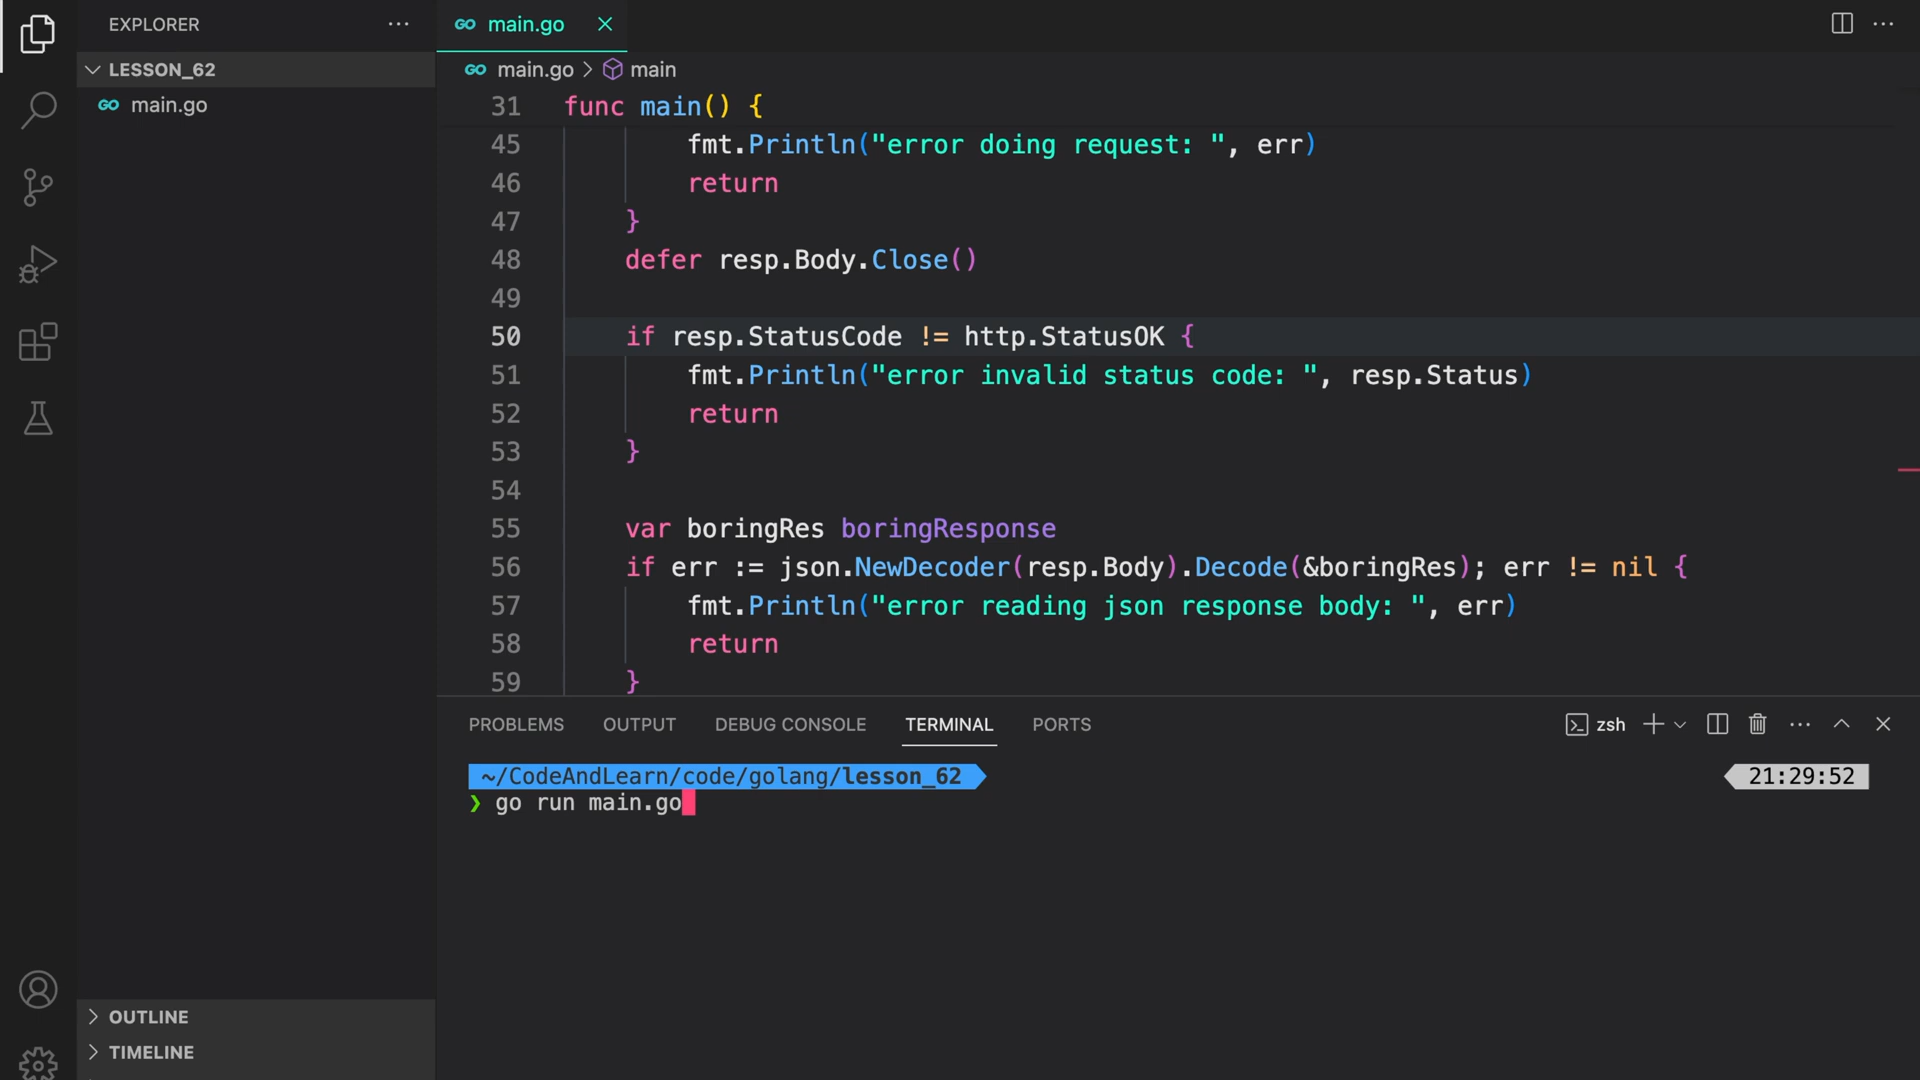 EXPLORER
LESSON_62
main.go
OUTLINE
TIMELINE
main.go
main.go > main
31 func main() {
45 fmt.Println("error doing request: ", err)
46 return
47 }
48 defer resp.Body.Close()
49
50 if resp.StatusCode != http.StatusOK {
51 fmt.Println("error invalid status code: ", resp.Status)
52 return
53 }
54
55 var boringRes boringResponse
56 if err := json.NewDecoder(resp.Body).Decode(&boringRes); err != nil {
57 fmt.Println("error reading json response body: ", err)
58 return
59 }
PROBLEMS OUTPUT DEBUG CONSOLE TERMINAL PORTS zsh
~/CodeAndLearn/code/golang/lesson_62 21:29:52
❯ go run main.go